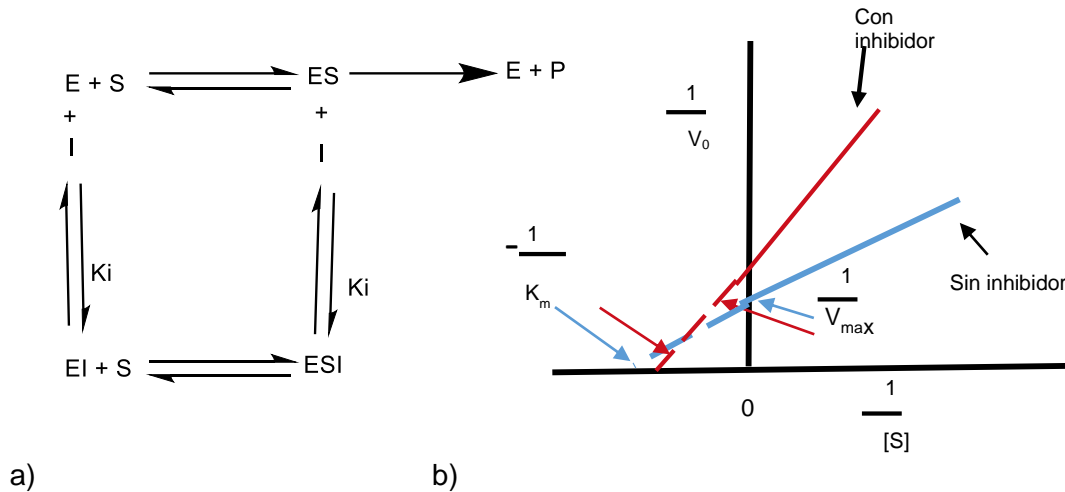 E + S
ES
E + P
+
I
+
I
Ki
Ki
EI + S
ESI
a)
Con
inhibidor
1
V₀
- 1
Kₘ
1
Vₘₐₓ
Sin inhibidor
0
1
[S]
b)